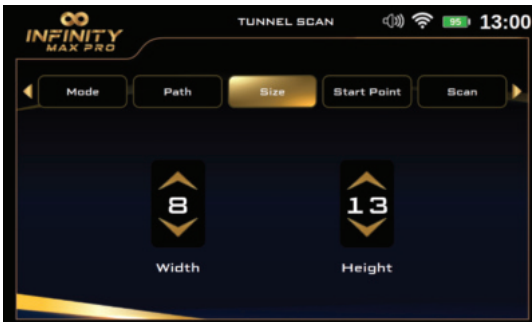 INFINITY
MAX PRO
TUNNEL SCAN
95
13:00
Mode
Path
Size
Start Point
Scan
8
13
Width
Height